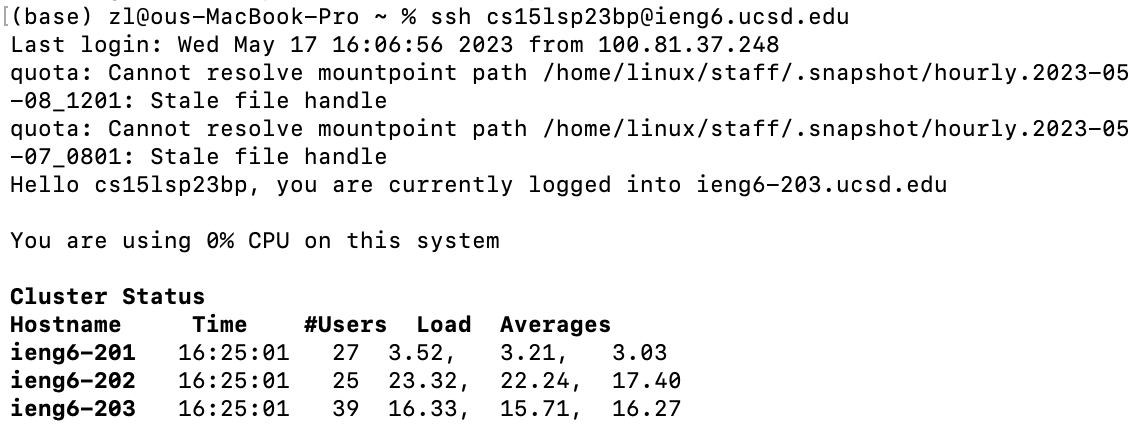 [(base) zl@ous-MacBook-Pro ~ % ssh cs15lsp23bp@ieng6.ucsd.edu
Last login: Wed May 17 16:06:56 2023 from 100.81.37.248
quota: Cannot resolve mountpoint path /home/linux/staff/.snapshot/hourly.2023-05
-08_1201: Stale file handle
quota: Cannot resolve mountpoint path /home/linux/staff/.snapshot/hourly.2023-05
-07_0801: Stale file handle
Hello cs15lsp23bp, you are currently logged into ieng6-203.ucsd.edu
You are using 0% CPU on this system
Cluster Status
Hostname     Time    #Users  Load  Averages
ieng6-201   16:25:01   27  3.52,   3.21,   3.03
ieng6-202   16:25:01   25  23.32,  22.24,  17.40
ieng6-203   16:25:01   39  16.33,  15.71,  16.27